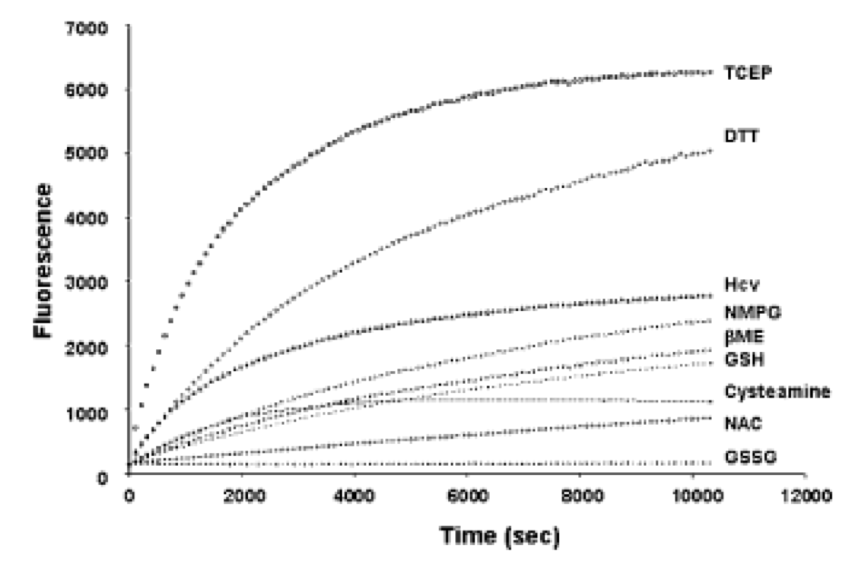 7000
6000
5000
4000
3000
2000
1000
0
Fluorescence
TCEP
DTT
Hcy
NMPG
βME
GSH
Cysteamine
NAC
GSSG
0 2000 4000 6000 8000 10000 12000
Time (sec)